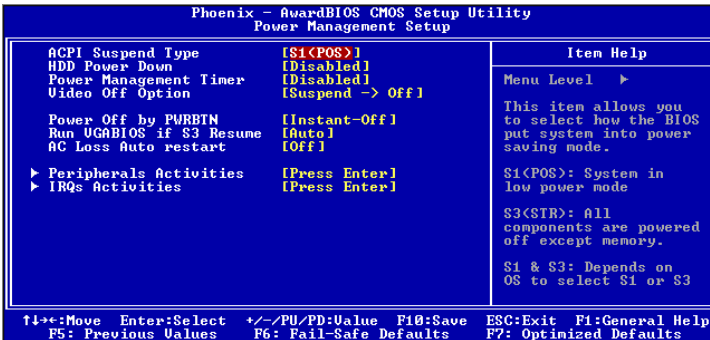 Phoenix - AwardBIOS CMOS Setup Utility
Power Management Setup
ACPI Suspend Type [S1(POS)]
HDD Power Down [Disabled]
Power Management Timer [Disabled]
Video Off Option [Suspend -> Off]
Power Off by PWRBTN [Instant-Off]
Run VGABIOS if S3 Resume [Auto]
AC Loss Auto restart [Off]
▶ Peripherals Activities [Press Enter]
▶ IRQs Activities [Press Enter]
Item Help
Menu Level ▶
This item allows you
to select how the BIOS
put system into power
saving mode.
S1(POS): System in
low power mode
S3(STR): All
components are powered
off except memory.
S1 & S3: Depends on
OS to select S1 or S3
↑↓→←:Move Enter:Select +/-/PU/PD:Value F10:Save ESC:Exit F1:General Help
F5: Previous Values F6: Fail-Safe Defaults F7: Optimized Defaults